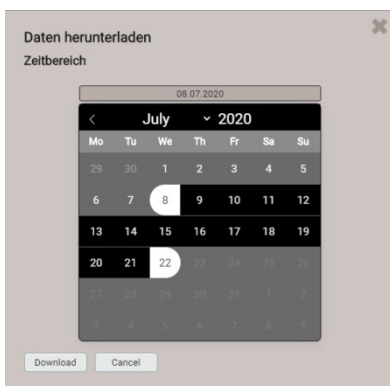 Daten herunterladen
Zeitbereich
08.07.2020
July 2020
Mo Tu We Th Fr Sa Su
29 30 1 2 3 4 5
6 7 8 9 10 11 12
13 14 15 16 17 18 19
20 21 22 23 24 25 26
27 28 29 30 31 1 2
3 4 5 6 7 8 9
Download Cancel